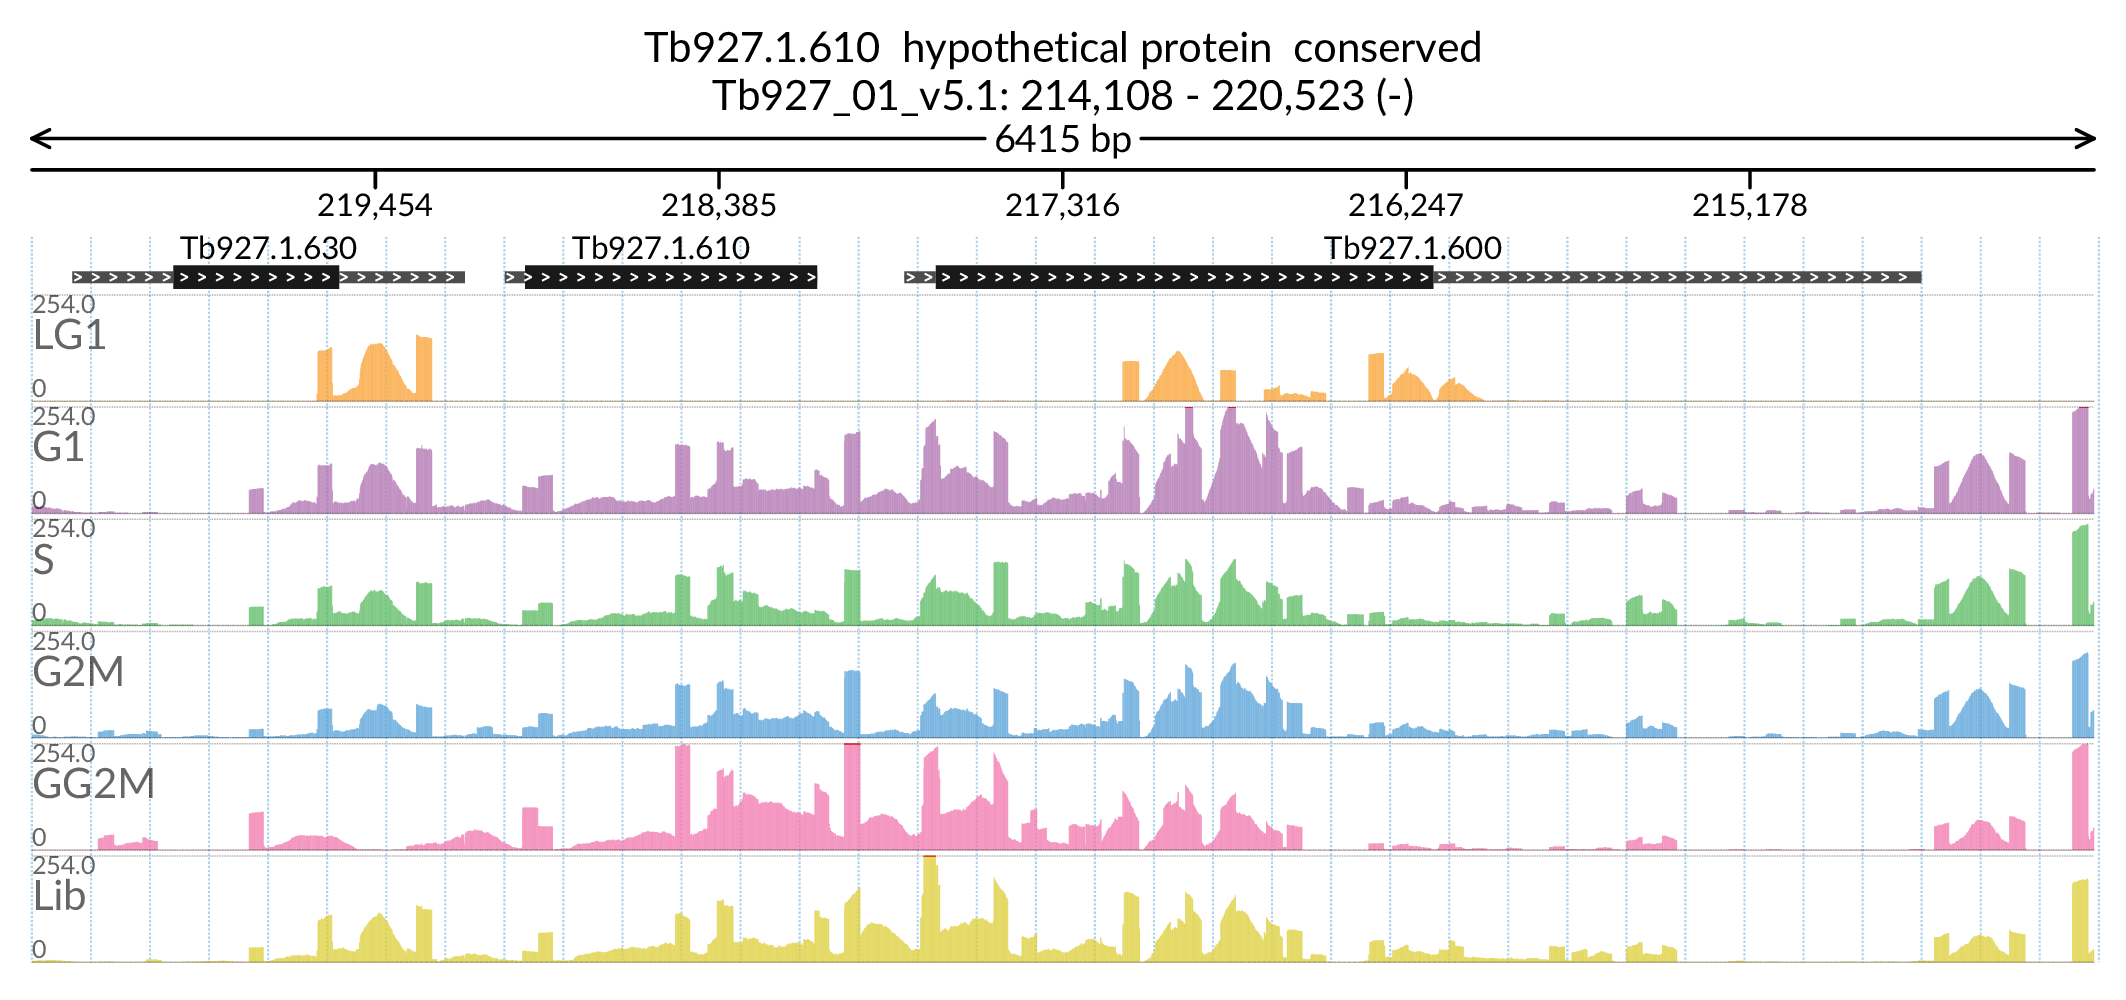 Tb927.1.610  hypothetical protein  conserved
Tb927_01_v5.1: 214,108 - 220,523 (-)
6415 bp
219,454 218,385 217,316 216,247 215,178
Tb927.1.630 Tb927.1.610 Tb927.1.600
254.0
LG1
0
254.0
G1
0
254.0
S
0
254.0
G2M
0
254.0
GG2M
0
254.0
Lib
0